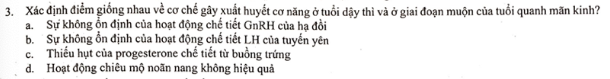 3. Xác định điểm giống nhau về cơ chế gây xuất huyết cơ năng ở tuổi dậy thì và ở giai đoạn muộn của tuổi quanh mãn kinh?
a. Sự không ổn định của hoạt động chế tiết GnRH của hạ đồi
b. Sự không ổn định của hoạt động chế tiết LH của tuyến yên
c. Thiếu hụt của progesterone chế tiết từ buồng trứng
d. Hoạt động chiêu mộ noãn nang không hiệu quả